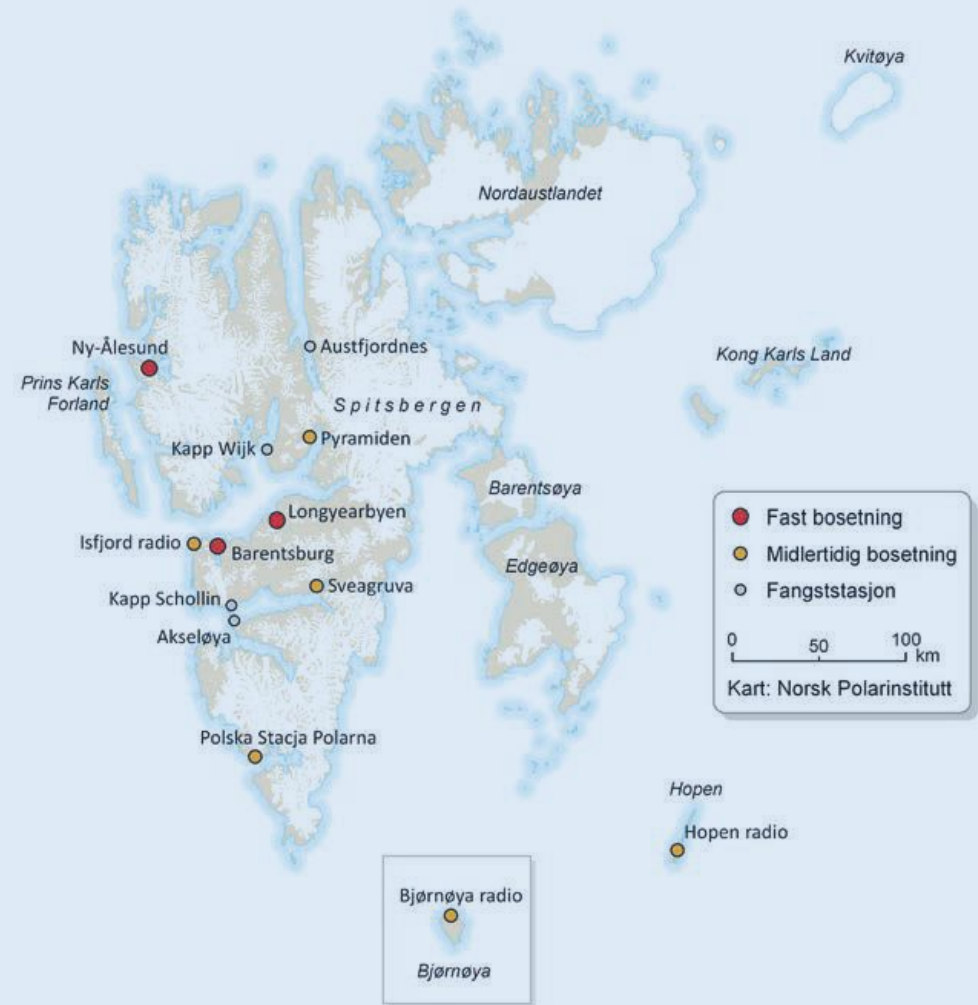 Kvitøya
Nordaustlandet
Ny-Ålesund
Austfjordnes
Kong Karls Land
Prins Karls
Forland
Spitsbergen
Kapp Wijk
Pyramiden
Barentsøya
Longyearbyen
Isfjord radio
Barentsburg
Edgeøya
Sveagruva
Kapp Schollin
Akseløya
Polska Stacja Polarna
Fast bosetning
Midlertidig bosetning
Fangststasjon
0 50 100
km
Kart: Norsk Polarinstitutt
Hopen
Hopen radio
Bjørnøya radio
Bjørnøya